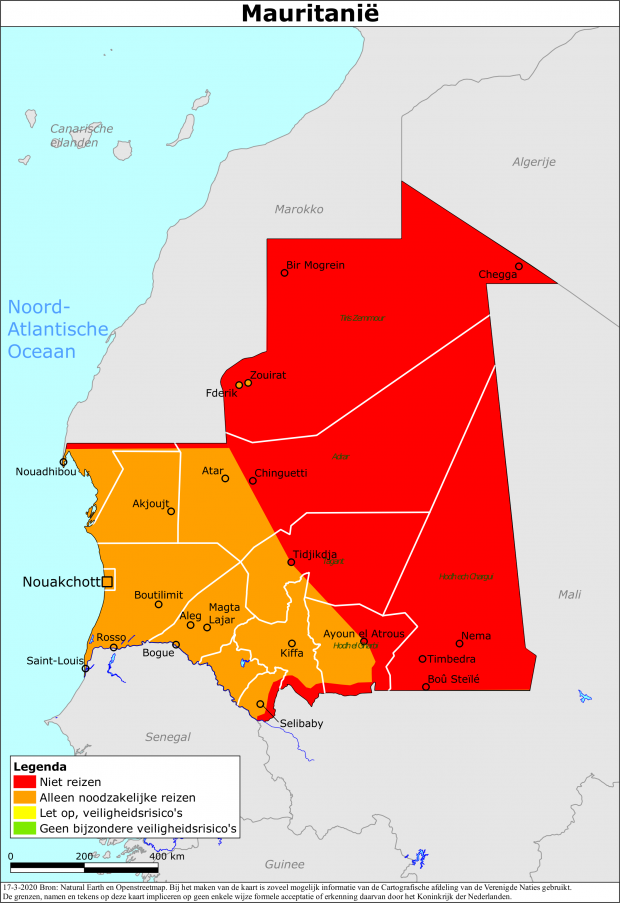 Mauritanië
Canarische
Eilanden
Algerije
Marokko
Bir Mogrein
Chegga
Noord-
Atlantische
Oceaan
Tiris Zemmour
Zouirat
Fderik
Adrar
Nouadhibou
Atar
Chinguetti
Akjoujt
Tidjikdja
Tagant
Hodh ech Chargui
Nouakchott
Mali
Boutilimit
Magta
Lajar
Aleg
Rosso
Ayoun el Atrous
Nema
Bogue
Kiffa
Hodh el Gharbi
Saint-Louis
Timbedra
Boû Stellé
Selibaby
Senegal
Legenda
Niet reizen
Alleen noodzakelijke reizen
Let op, veiligheidsrisico's
Geen bijzondere veiligheidsrisico's
0 200 400 km
Guinee
17-3-2020 Bron: Natural Earth en Openstreetmap. Bij het maken van de kaart is zoveel mogelijk informatie van de Cartografische afdeling van de Verenigde Naties gebruikt.
De grenzen, namen en tekens op deze kaart impliceren op geen enkele wijze formele acceptatie of erkenning daarvan door het Koninkrijk der Nederlanden.